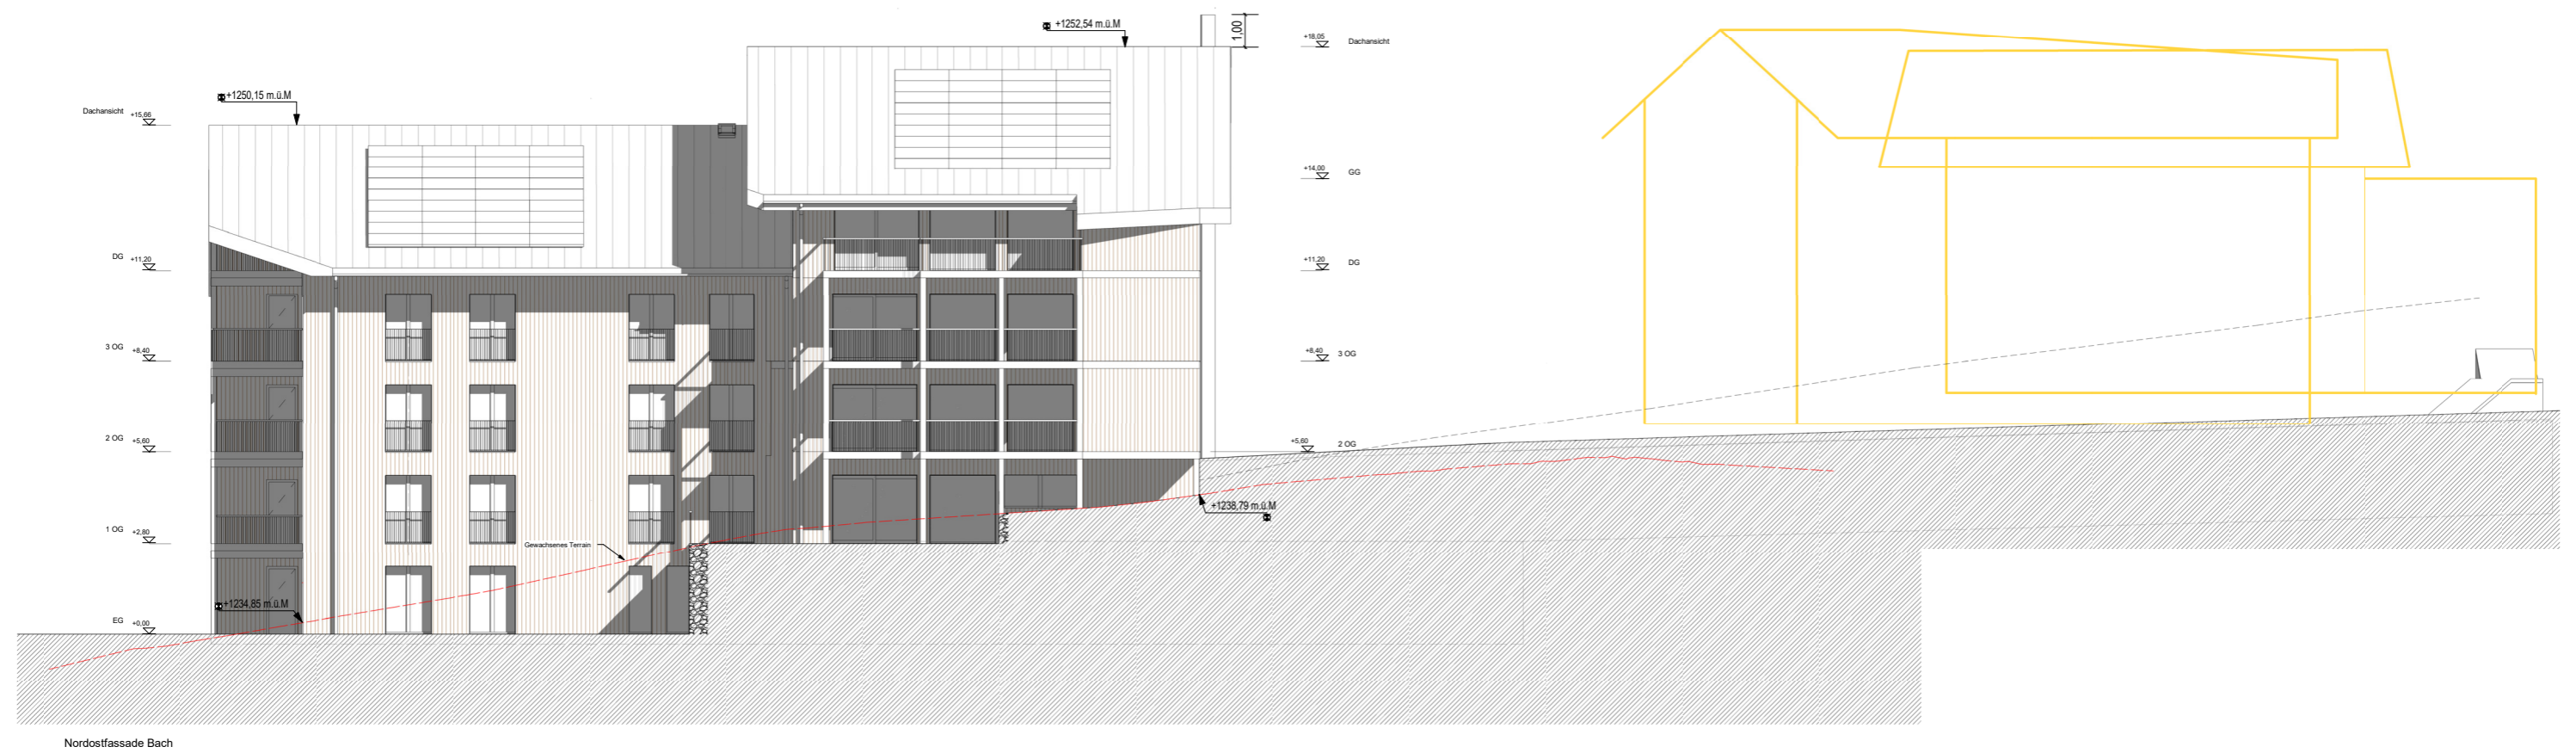 +1252,54 m.ü.M
1,00
+18,05
Dachansicht
+1250,15 m.ü.M
Dachansicht
+15,66
+14,00
GG
DG
+11,20
+11,20
DG
3 OG
+8,40
+8,40
3 OG
2 OG
+5,60
+5,60
2 OG
+1238,79 m.ü.M
1 OG
+2,80
Gewachsenes Terrain
+1234,85 m.ü.M
EG
+0,00
Nordostfassade Bach